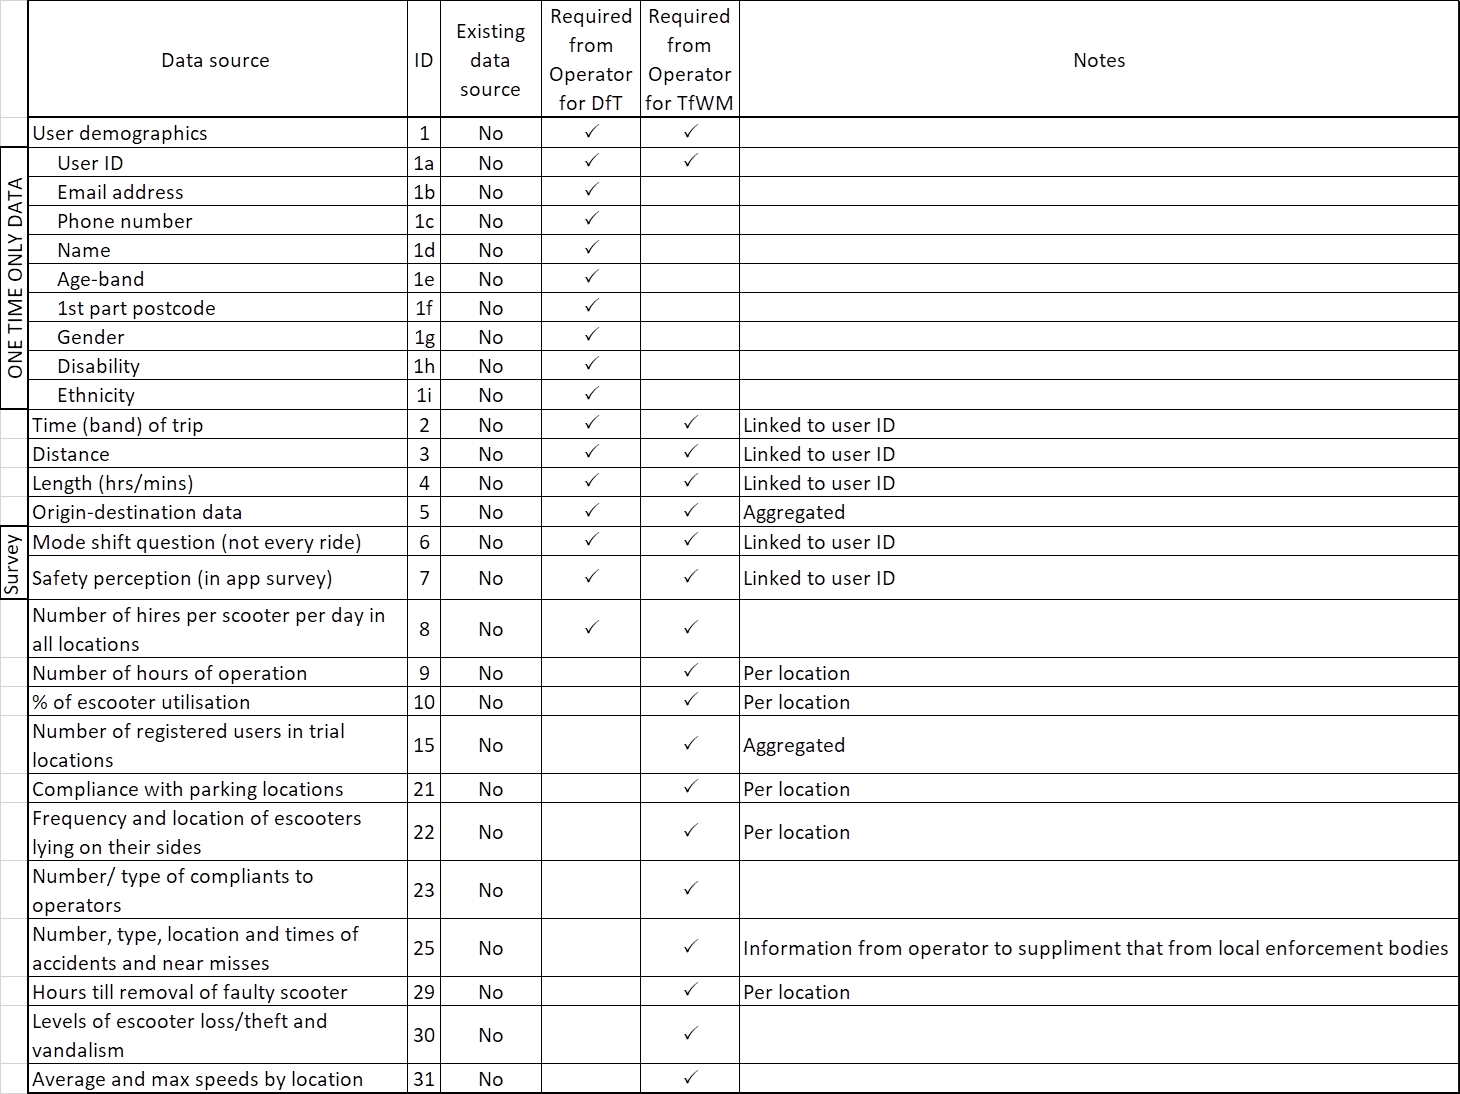 Data source ID Existing data source Required from Operator for DfT Required from Operator for TfWM Notes
User demographics 1 No ✓ ✓
ONE TIME ONLY DATA
User ID 1a No ✓ ✓
Email address 1b No ✓
Phone number 1c No ✓
Name 1d No ✓
Age-band 1e No ✓
1st part postcode 1f No ✓
Gender 1g No ✓
Disability 1h No ✓
Ethnicity 1i No ✓
Time (band) of trip 2 No ✓ ✓ Linked to user ID
Distance 3 No ✓ ✓ Linked to user ID
Length (hrs/mins) 4 No ✓ ✓ Linked to user ID
Origin-destination data 5 No ✓ ✓ Aggregated
Survey
Mode shift question (not every ride) 6 No ✓ ✓ Linked to user ID
Safety perception (in app survey) 7 No ✓ ✓ Linked to user ID
Number of hires per scooter per day in
all locations 8 No ✓ ✓
Number of hours of operation 9 No ✓ Per location
% of escooter utilisation 10 No ✓ Per location
Number of registered users in trial
locations 15 No ✓ Aggregated
Compliance with parking locations 21 No ✓ Per location
Frequency and location of escooters
lying on their sides 22 No ✓ Per location
Number/ type of compliants to
operators 23 No ✓
Number, type, location and times of
accidents and near misses 25 No ✓ Information from operator to suppliment that from local enforcement bodies
Hours till removal of faulty scooter 29 No ✓ Per location
Levels of escooter loss/theft and
vandalism 30 No ✓
Average and max speeds by location 31 No ✓